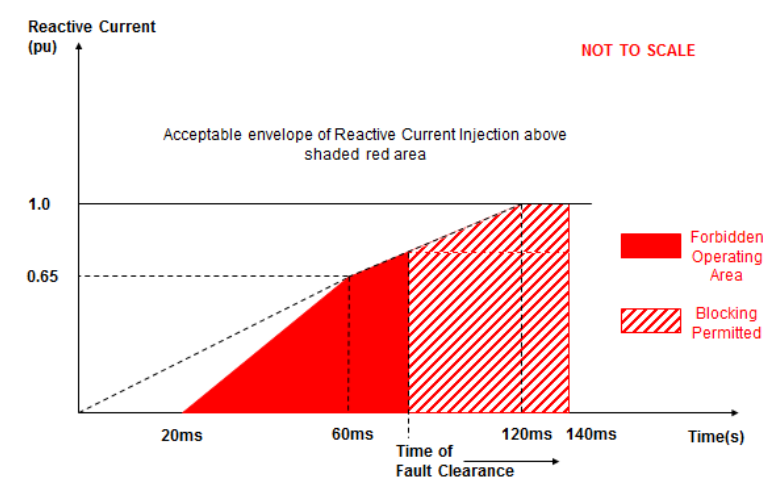 Reactive Current
(pu)
NOT TO SCALE
Acceptable envelope of Reactive Current Injection above
shaded red area
1.0
0.65
Forbidden
Operating
Area
Blocking
Permitted
20ms
60ms
120ms
140ms
Time(s)
Time of
Fault Clearance